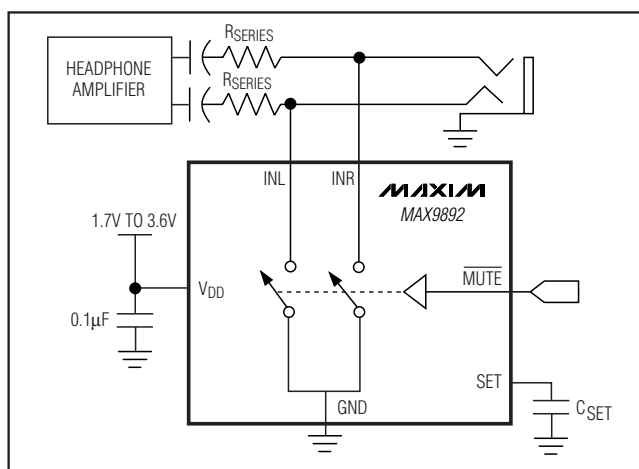 RSERIES
HEADPHONE
AMPLIFIER
RSERIES
INL
INR
MAXIM
MAX9892
1.7V TO 3.6V
VDD
MUTE
0.1μF
SET
CSET
GND